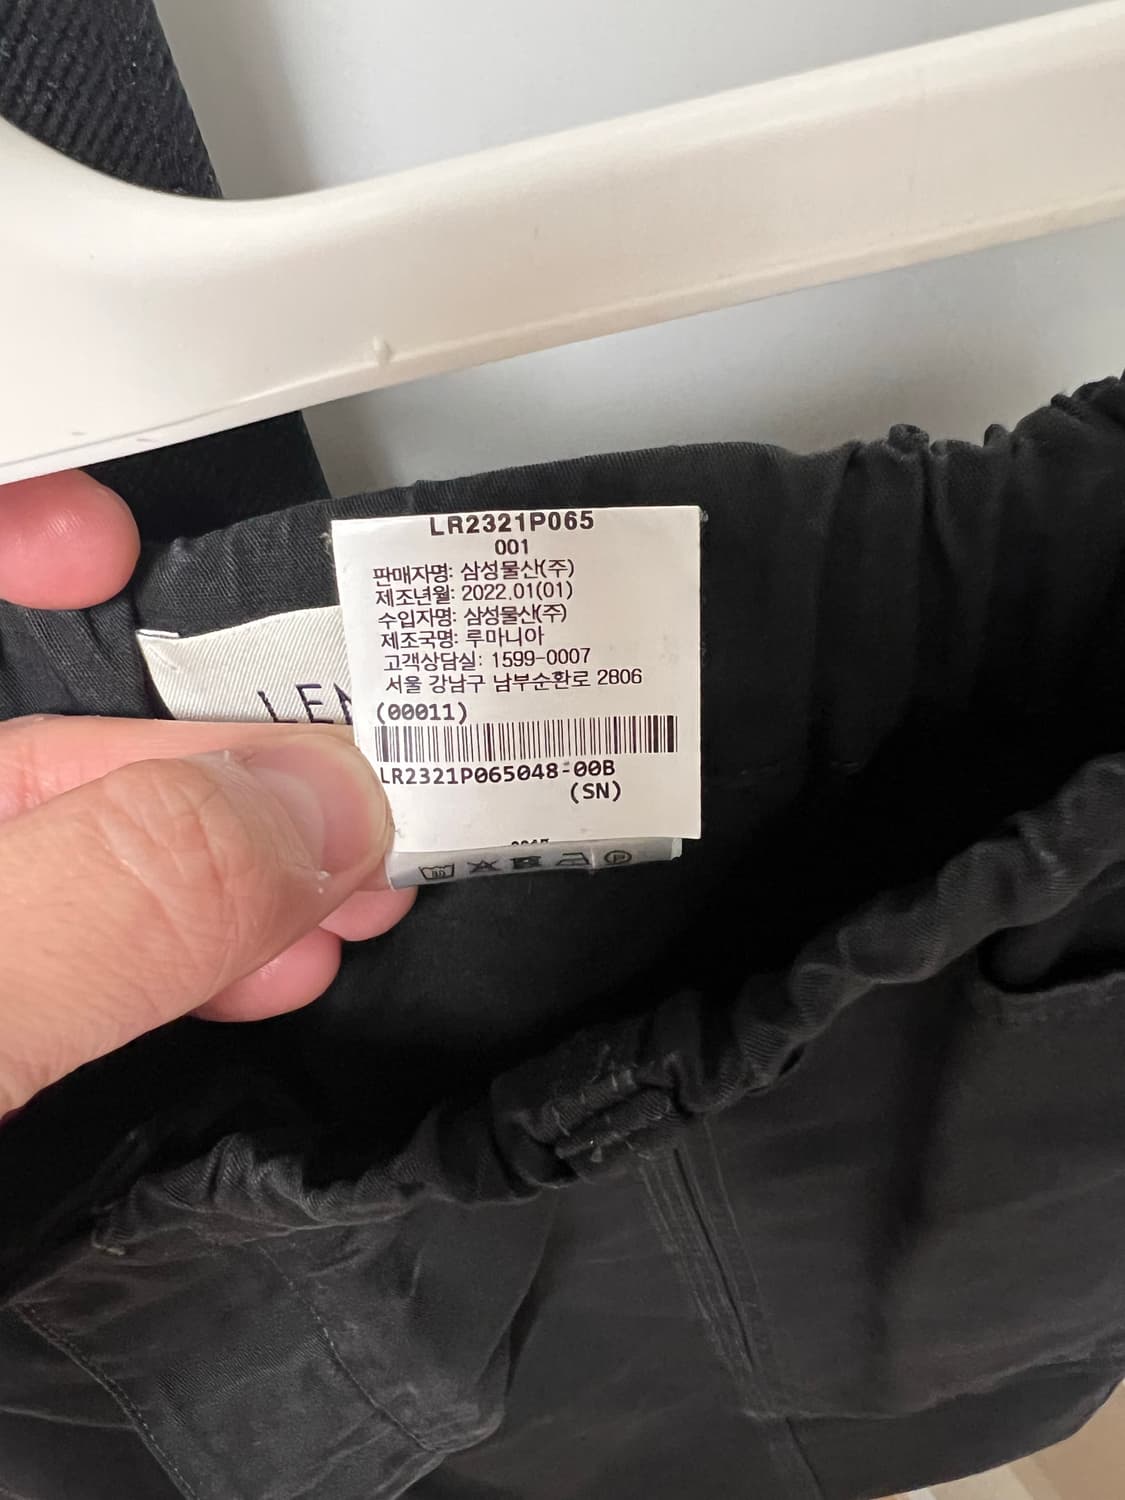 LR2321P065
001
판매자명: 삼성물산(주)
제조년월: 2022.01(01)
수입자명: 삼성물산(주)
제조국명: 루마니아
고객상담실: 1599-0007
서울 강남구 남부순환로 2806
LE
(00011)
LR2321P065048-00B
(SN)